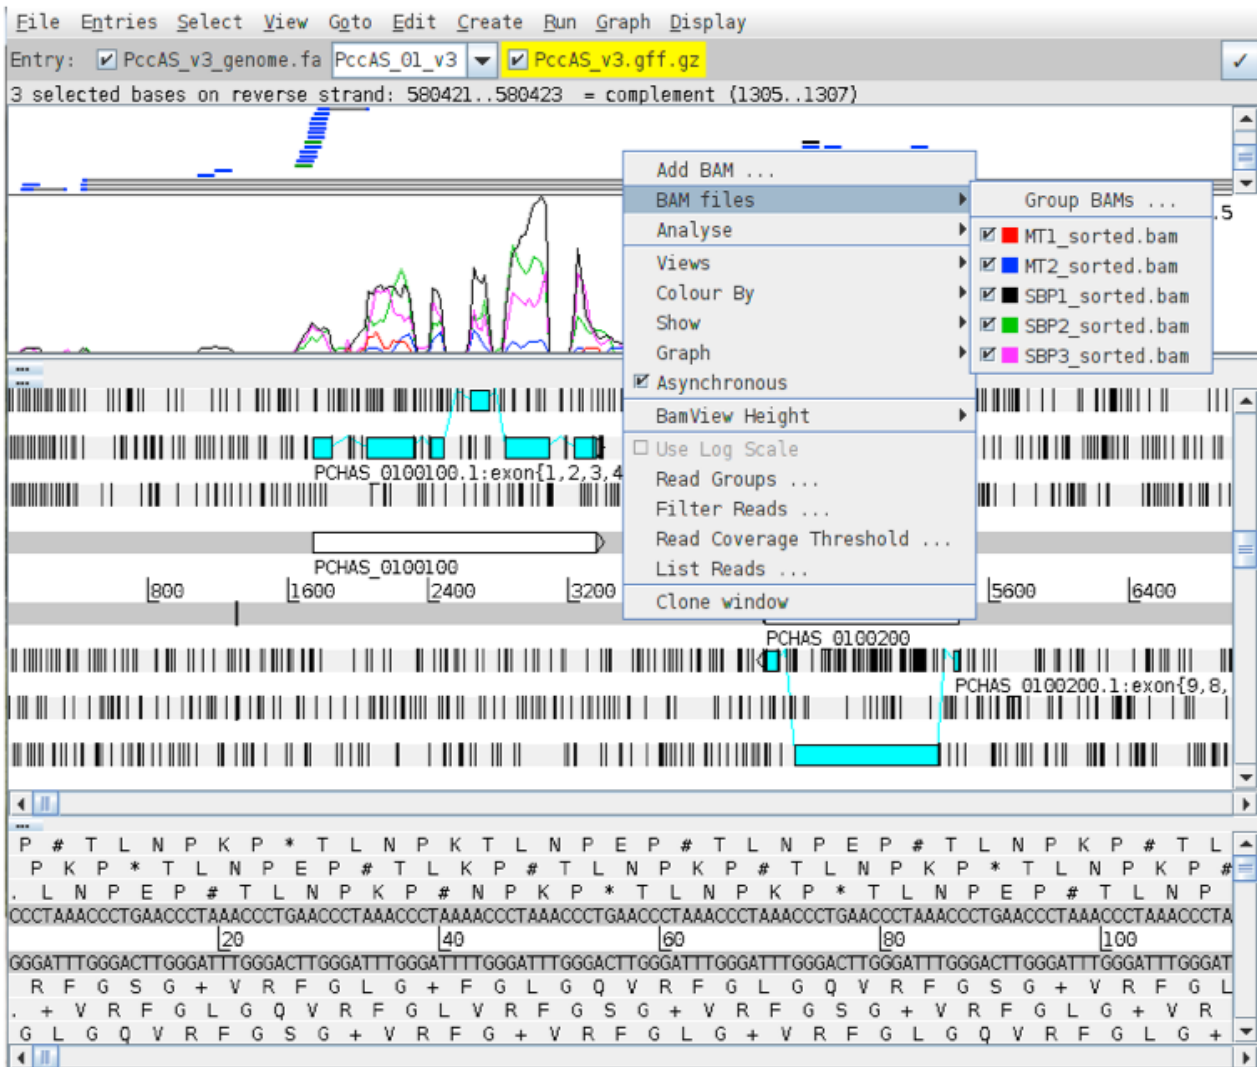 File Entries Select View Goto Edit Create Run Graph Display
Entry: PccAS_v3_genome.fa PccAS_01_v3 PccAS_v3.gff.gz
3 selected bases on reverse strand: 580421..580423 = complement (1305..1307)
Add BAM ...
BAM files
Analyse
Views
Colour By
Show
Graph
Asynchronous
BamView Height
Use Log Scale
Read Groups ...
Filter Reads ...
Read Coverage Threshold ...
List Reads ...
Clone window
Group BAMs ...
MT1_sorted.bam
MT2_sorted.bam
SBP1_sorted.bam
SBP2_sorted.bam
SBP3_sorted.bam
.5
PCHAS_0100100.1:exon{1,2,3,4
PCHAS_0100100
800 1600 2400 3200 5600 6400
PCHAS_0100200
PCHAS_0100200.1:exon{9,8,
P # T L N P K P * T L N P K T L N P E P # T L N P E P # T L N P K P # T L
P K P * T L N P E P # T L K P # T L N P K P # T L N P K P * T L N P K P #
. L N P E P # T L N P K P # N P K P * T L N P K P * T L N P E P # T L N P
CCCTAAACCCTGAACCCTAAACCCTGAACCCTAAACCCTAAAACCCTAAACCCTGAACCCTAAACCCTGAACCCTAAACCCTGAACCCTAAACCCTAAACCCTA
20 40 60 80 100
GGGATTTGGGACTTGGGATTTGGGACTTGGGATTTGGGATTTTGGGATTTGGGACTTGGGATTTGGGACTTGGGATTTGGGACTTGGGATTTGGGATTTGGGAT
R F G S G + V R F G L G + F G L G Q V R F G L G Q V R F G S G + V R F G L
. + V R F G L G Q V R F G L V R F G S G + V R F G S G + V R F G L G + V R
G L G Q V R F G S G + V R F G + V R F G L G + V R F G L G Q V R F G L G +